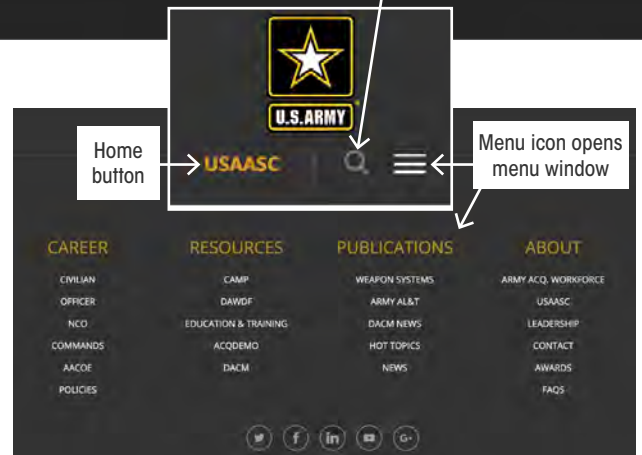 U.S.ARMY
Home
button
USAASC
Menu icon opens
menu window
CAREER
CIVILIAN
OFFICER
NCO
COMMANDS
AACOE
POLICIES
RESOURCES
CAMP
DAWDF
EDUCATION & TRAINING
ACQDEMO
DACM
PUBLICATIONS
WEAPON SYSTEMS
ARMY AL&T
DACM NEWS
HOT TOPICS
NEWS
ABOUT
ARMY ACQ. WORKFORCE
USAASC
LEADERSHIP
CONTACT
AWARDS
FAQS
f
in
G+